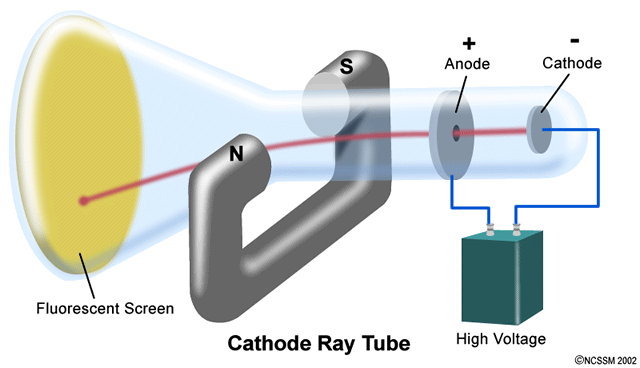 +
-
Anode
Cathode
S
N
Fluorescent Screen
High Voltage
Cathode Ray Tube
©NCSSM 2002